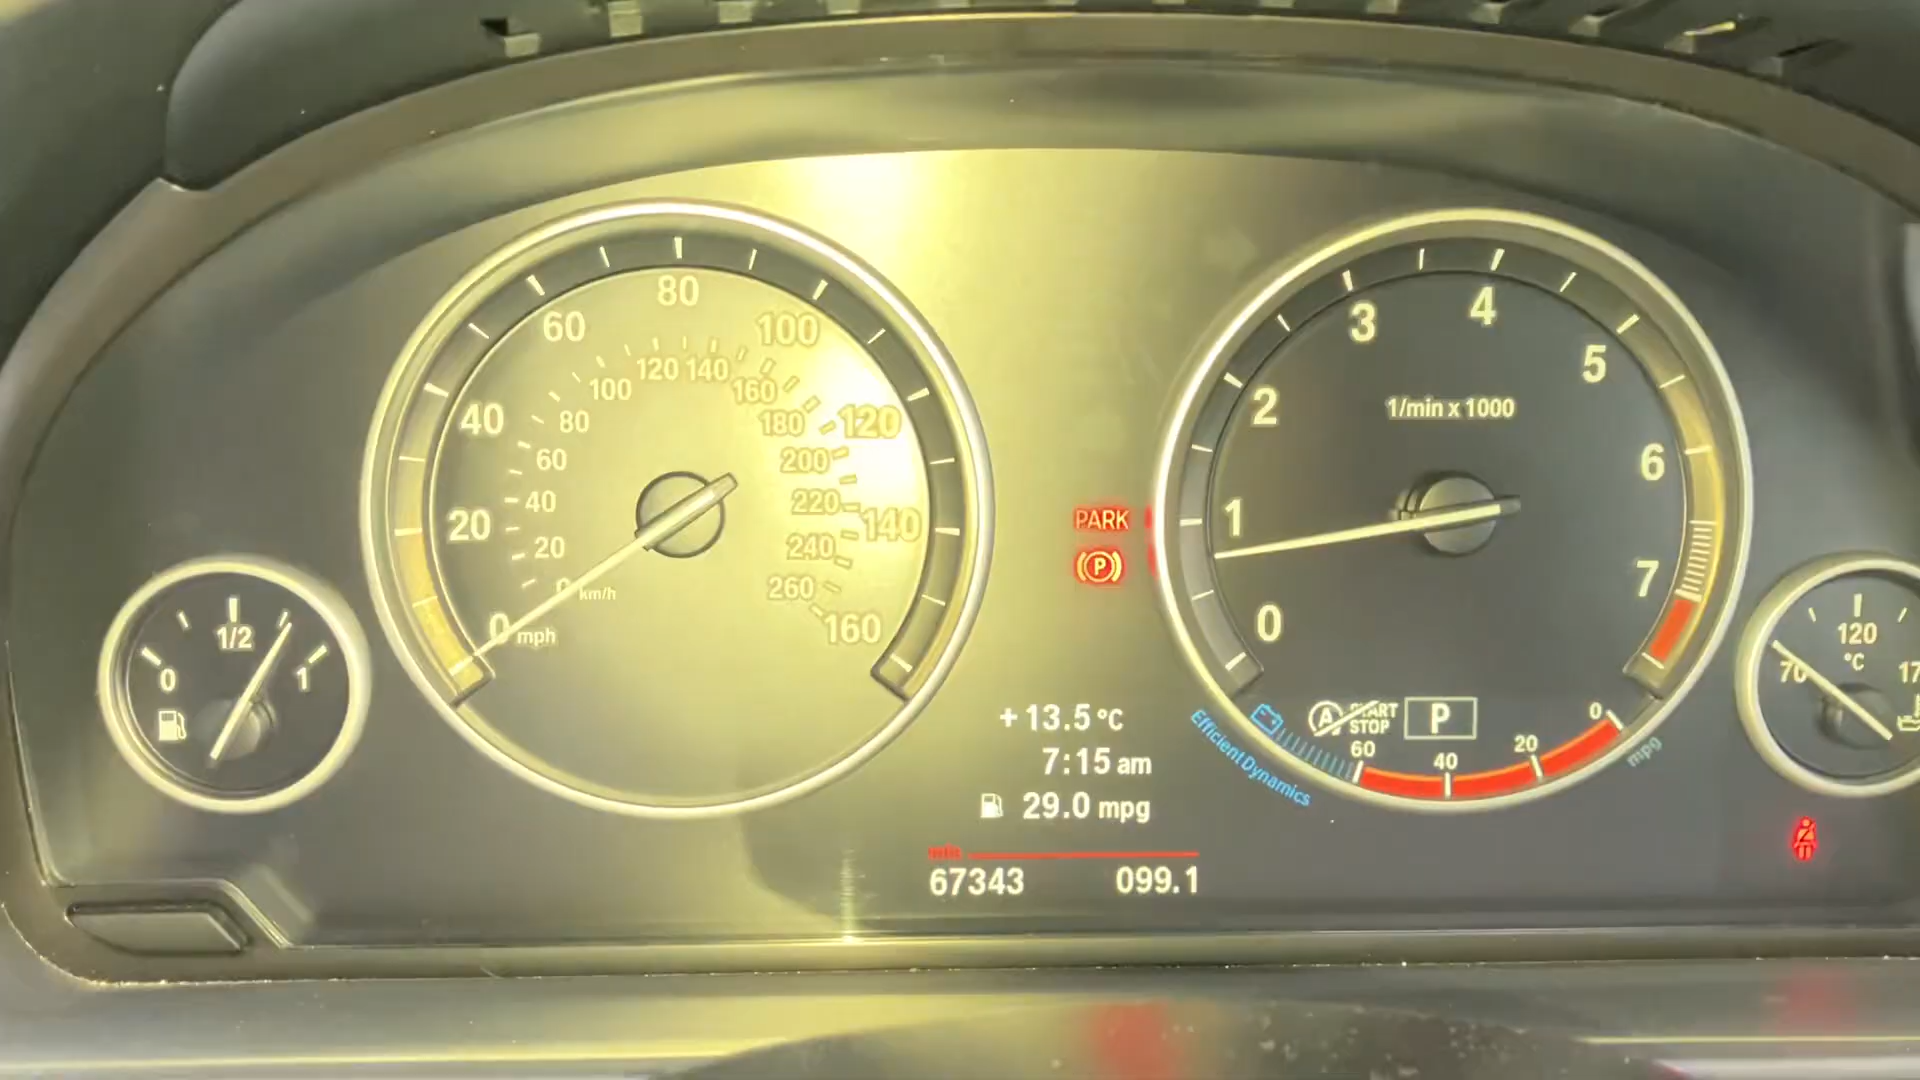 80
60
100
40
120
20
140
0 mph
160
120 140
100
160
80
180
60
200
40
220
20
240
0 km/h
260
0
1/2
1
PARK
(P)
+13.5 °C
7:15 am
29.0 mpg
67343 099.1
3
4
5
2
1/min x 1000
6
1
7
0
A START
STOP
P
60
40
20
0
mpg
EfficientDynamics
70
120
°C